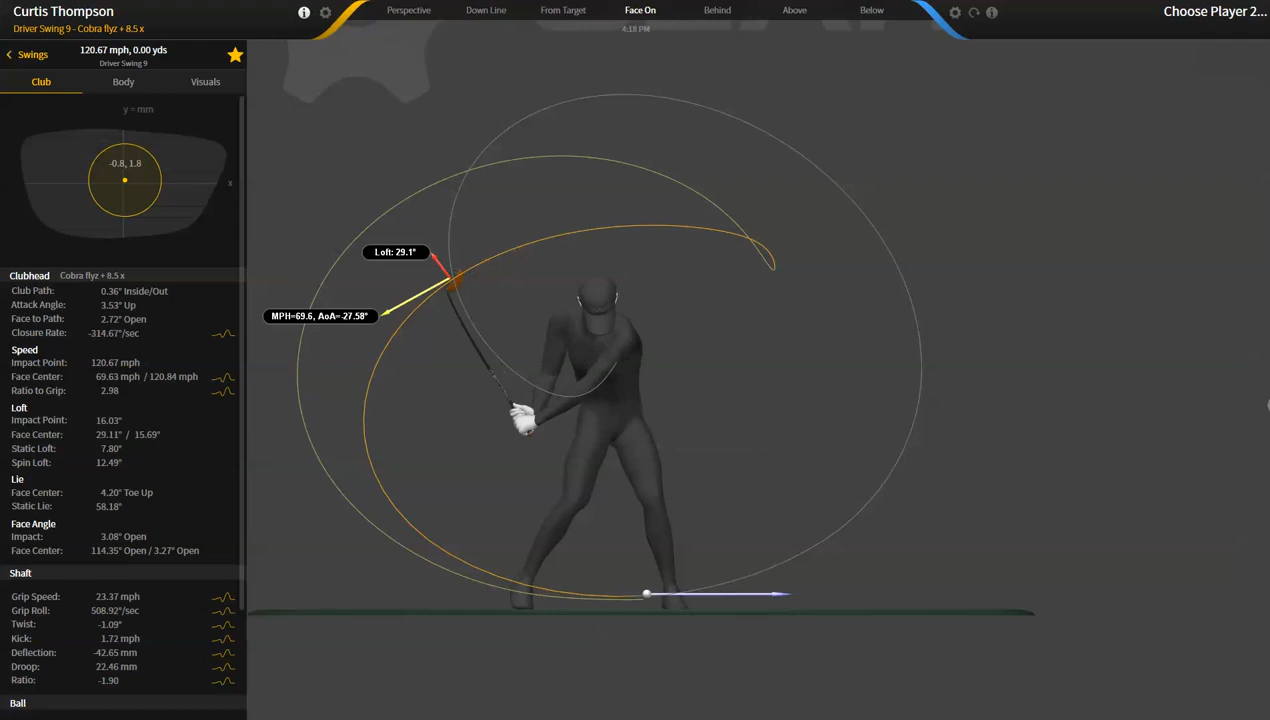 Curtis Thompson
Driver Swing 9 - Cobra flyz + 8.5 x
Perspective
Down Line
From Target
Face On
Behind
Above
Below
4:18 PM
Choose Player 2...
Swings
120.67 mph, 0.00 yds
Driver Swing 9
Club
Body
Visuals
y = mm
-0.8, 1.8
x
Loft: 29.1°
MPH=69.6, AoA=-27.58°
Clubhead Cobra flyz + 8.5 x
Club Path: 0.36° Inside/Out
Attack Angle: 3.53° Up
Face to Path: 2.72° Open
Closure Rate: -314.67°/sec
Speed
Impact Point: 120.67 mph
Face Center: 69.63 mph / 120.84 mph
Ratio to Grip: 2.98
Loft
Impact Point: 16.03°
Face Center: 29.11° / 15.69°
Static Loft: 7.80°
Spin Loft: 12.49°
Lie
Face Center: 4.20° Toe Up
Static Lie: 58.18°
Face Angle
Impact: 3.08° Open
Face Center: 114.35° Open / 3.27° Open
Shaft
Grip Speed: 23.37 mph
Grip Roll: 508.92°/sec
Twist: -1.09°
Kick: 1.72 mph
Deflection: -42.65 mm
Droop: 22.46 mm
Ratio: -1.90
Ball